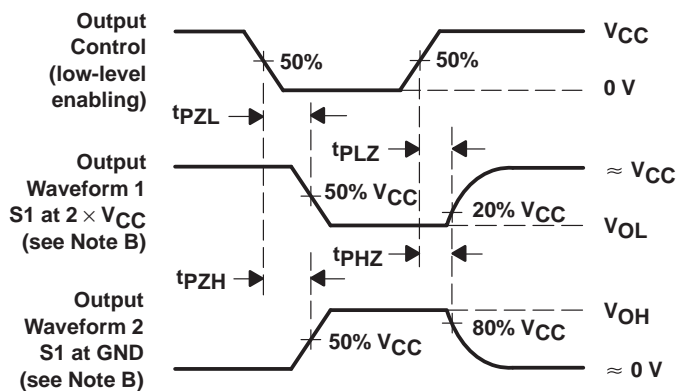 Output
Control
(low-level
enabling)
50%
50%
VCC
0 V
tPZL
tPLZ
Output
Waveform 1
S1 at 2 × VCC
(see Note B)
50% VCC
20% VCC
≈ VCC
VOL
tPZH
tPHZ
Output
Waveform 2
S1 at GND
(see Note B)
50% VCC
80% VCC
VOH
≈ 0 V